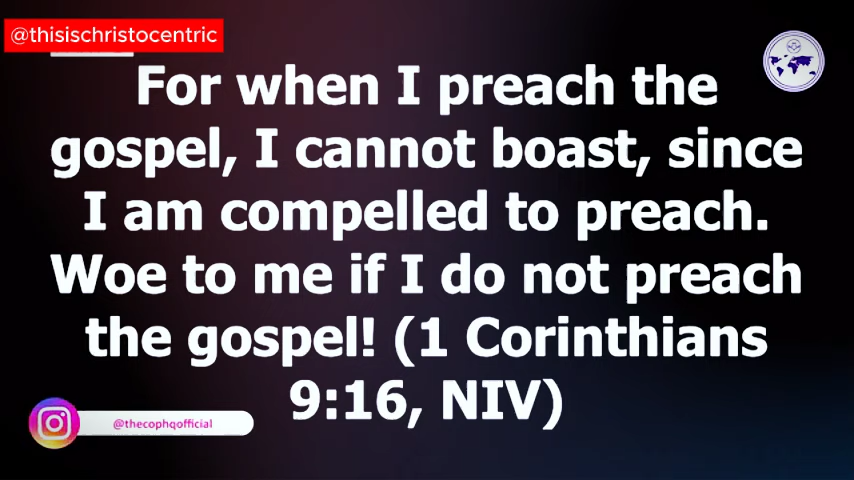 @thisischristocentric
For when I preach the
gospel, I cannot boast, since
I am compelled to preach.
Woe to me if I do not preach
the gospel! (1 Corinthians
9:16, NIV)
@thecophqofficial